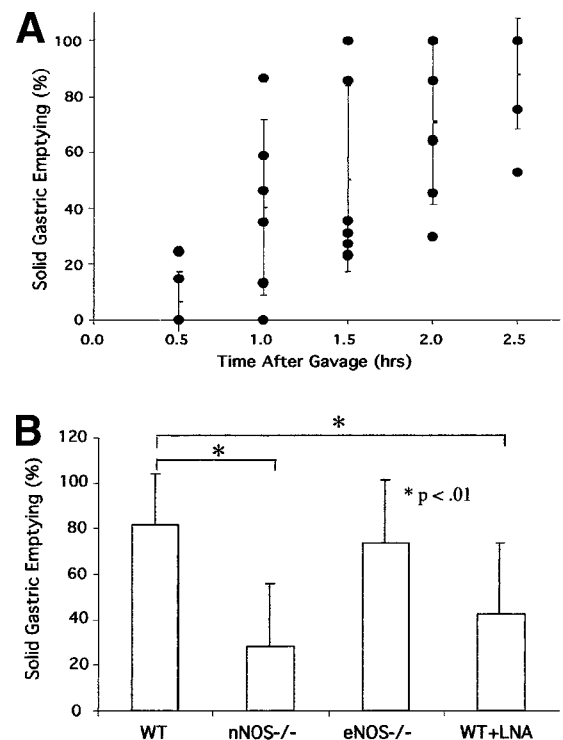 A
Solid Gastric Emptying (%)
100
80
60
40
20
0
0.0 0.5 1.0 1.5 2.0 2.5
Time After Gavage (hrs)
B
Solid Gastric Emptying (%)
120
100
80
60
40
20
0
*
*
* p < .01
WT nNOS-/- eNOS-/- WT+LNA